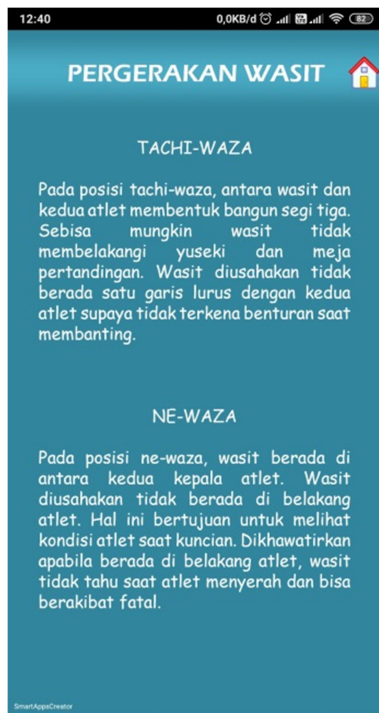 12:40 0,0KB/d 82
PERGERAKAN WASIT
TACHI-WAZA
Pada posisi tachi-waza, antara wasit dan
kedua atlet membentuk bangun segi tiga.
Sebisa mungkin wasit tidak
membelakangi yuseki dan meja
pertandingan. Wasit diusahakan tidak
berada satu garis lurus dengan kedua
atlet supaya tidak terkena benturan saat
membanting.
NE-WAZA
Pada posisi ne-waza, wasit berada di
antara kedua kepala atlet. Wasit
diusahakan tidak berada di belakang
atlet. Hal ini bertujuan untuk melihat
kondisi atlet saat kuncian. Dikhawatirkan
apabila berada di belakang atlet, wasit
tidak tahu saat atlet menyerah dan bisa
berakibat fatal.
SmartAppsCreator